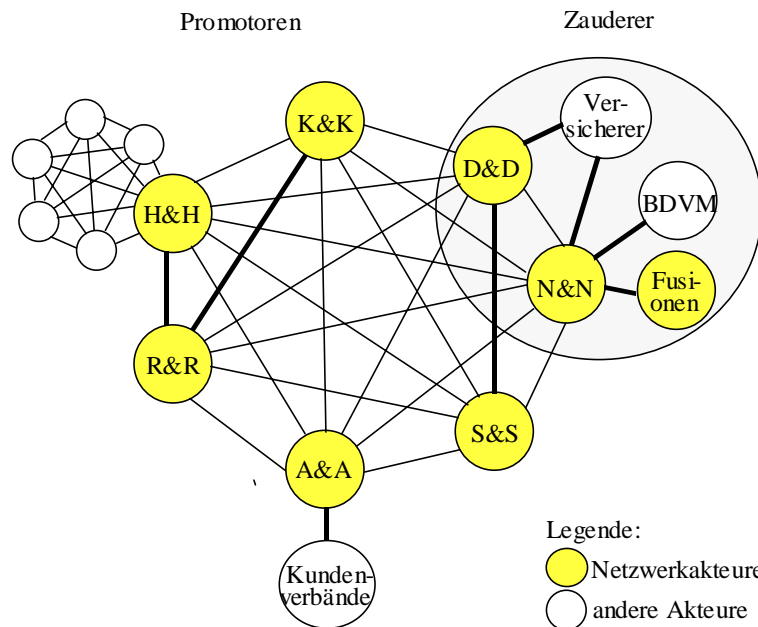 Promotoren
Zauderer
Ver-
sicherer
K&K
D&D
BDVM
H&H
N&N
Fusi-
onen
R&R
S&S
A&A
Kunden-
verbände
Legende:
Netzwerkakteure
andere Akteure